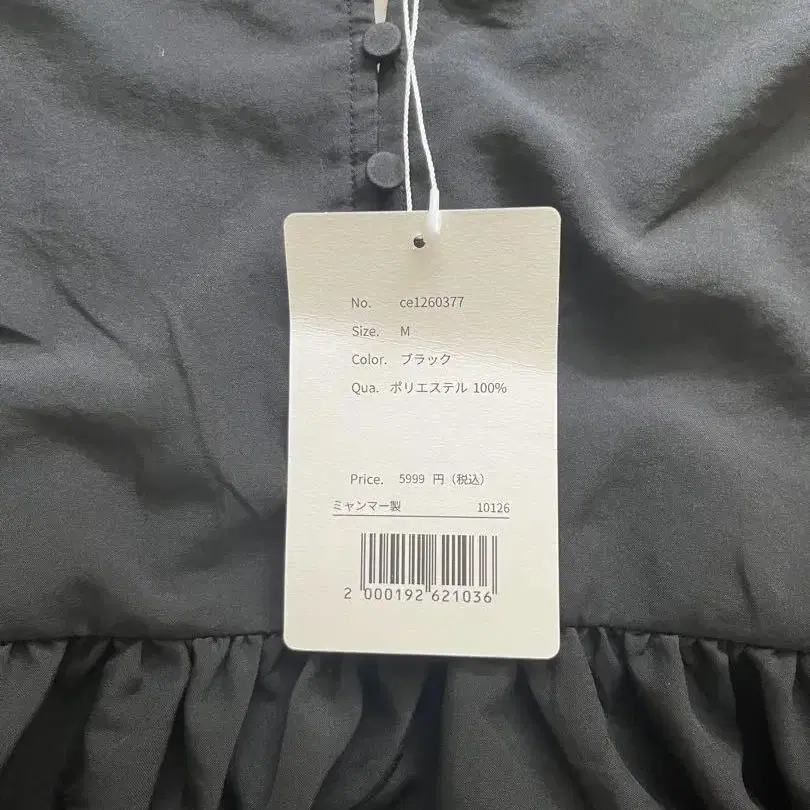 No. ce1260377
Size. M
Color. ブラック
Qua. ポリエステル 100%
Price. 5999 円（税込）
ミャンマー製 10126
2 000192 621036